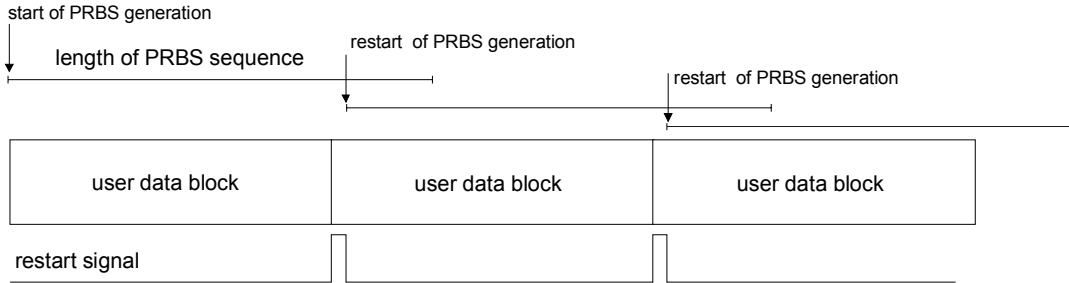 start of PRBS generation
restart of PRBS generation
length of PRBS sequence
restart of PRBS generation
user data block
user data block
user data block
restart signal